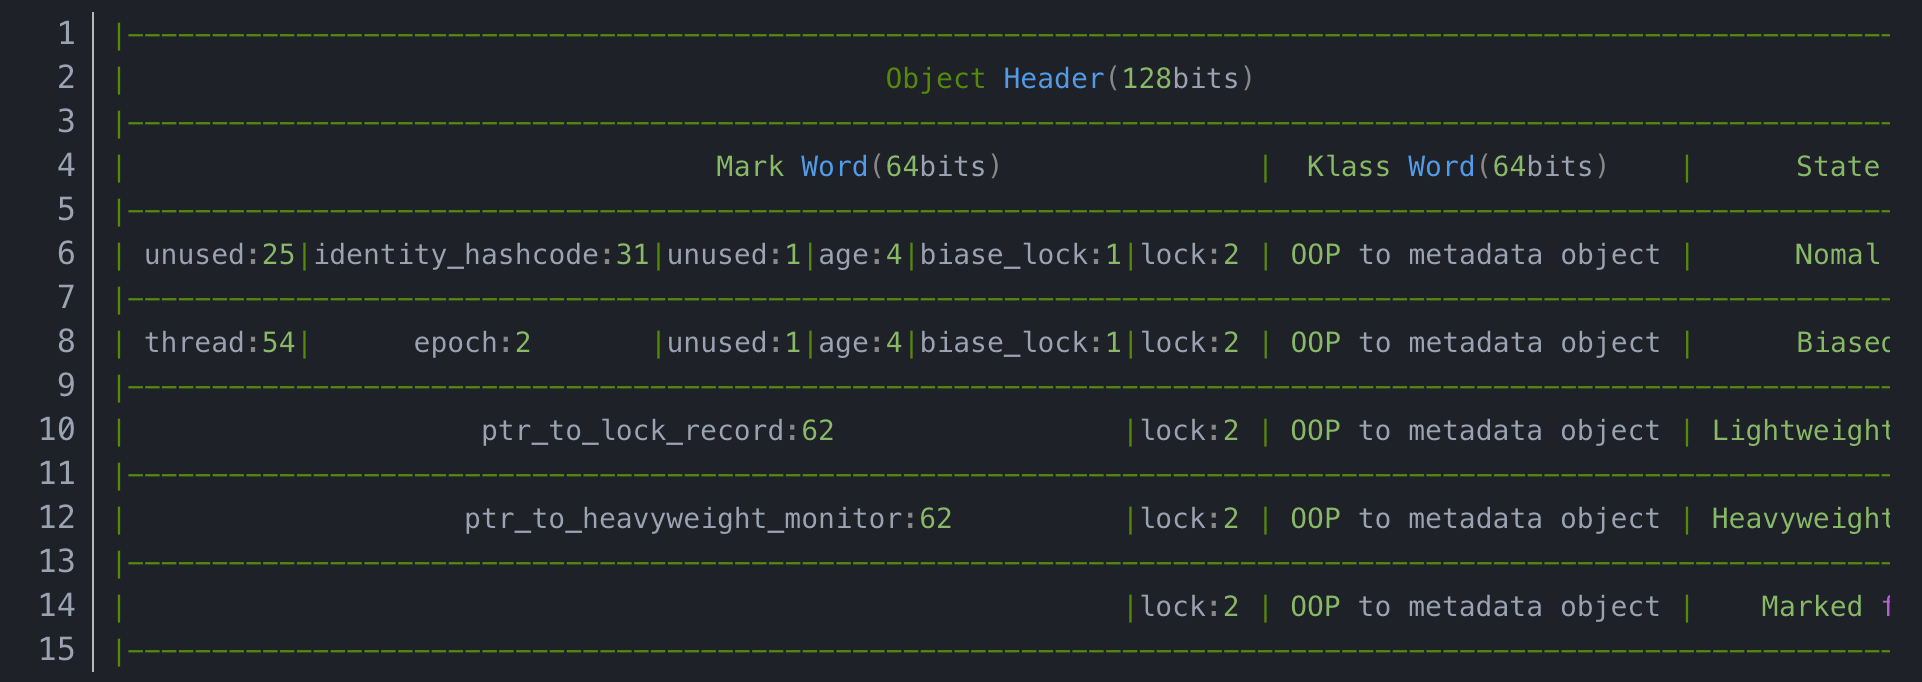 1 |------------------------------------------------------------------------------------------------------------
2 | Object Header(128bits)
3 |------------------------------------------------------------------------------------------------------------
4 | Mark Word(64bits) | Klass Word(64bits) | State
5 |------------------------------------------------------------------------------------------------------------
6 | unused:25|identity_hashcode:31|unused:1|age:4|biase_lock:1|lock:2 | OOP to metadata object | Nomal
7 |------------------------------------------------------------------------------------------------------------
8 | thread:54| epoch:2 |unused:1|age:4|biase_lock:1|lock:2 | OOP to metadata object | Biased
9 |------------------------------------------------------------------------------------------------------------
10 | ptr_to_lock_record:62 |lock:2 | OOP to metadata object | Lightweight
11 |------------------------------------------------------------------------------------------------------------
12 | ptr_to_heavyweight_monitor:62 |lock:2 | OOP to metadata object | Heavyweight
13 |------------------------------------------------------------------------------------------------------------
14 | |lock:2 | OOP to metadata object | Marked
15 |------------------------------------------------------------------------------------------------------------